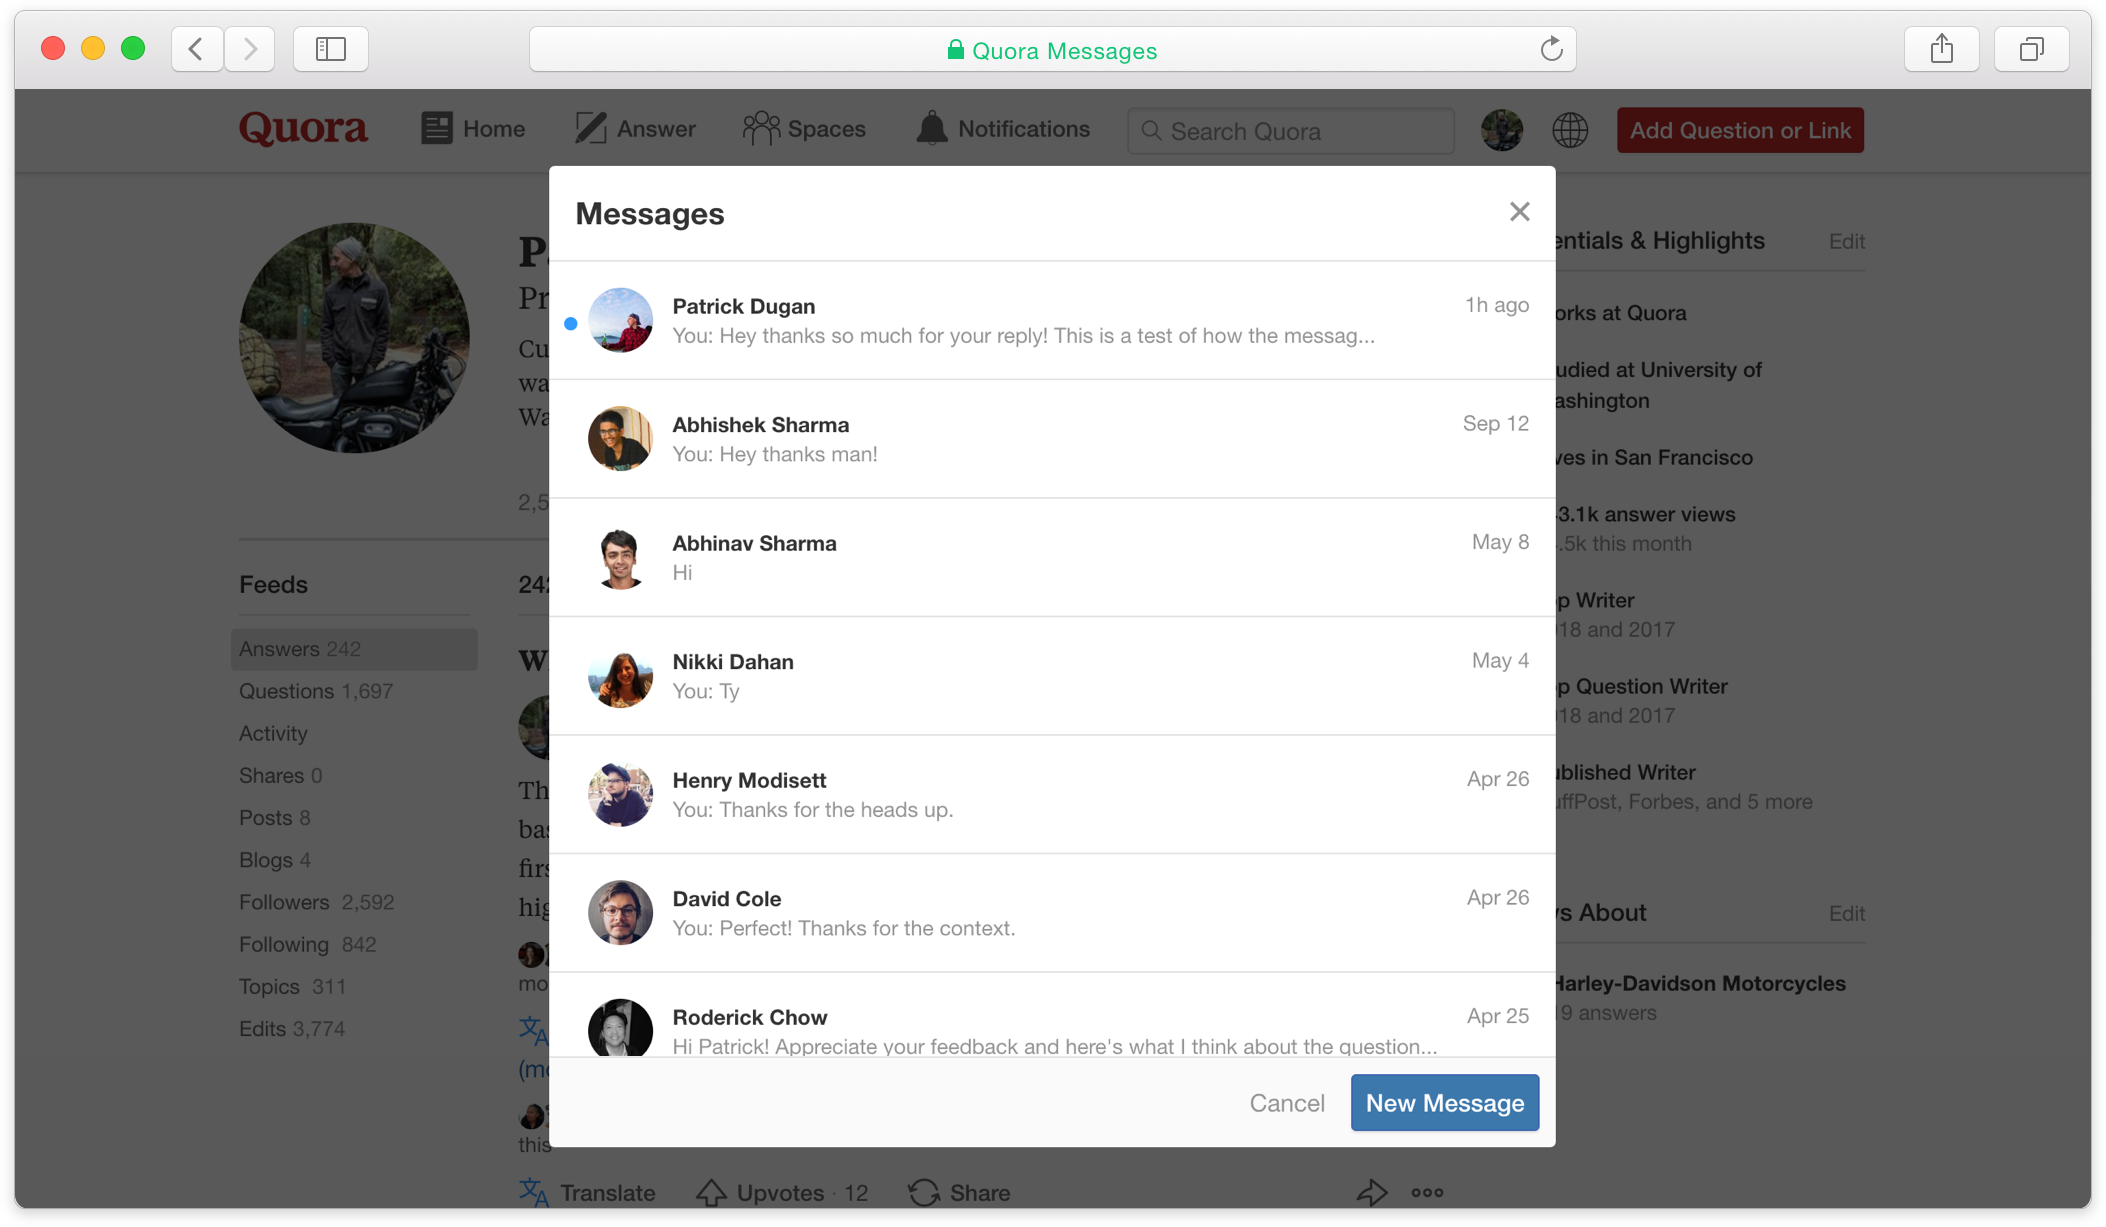 Quora Messages
Quora
Home
Answer
Spaces
Notifications
Search Quora
Add Question or Link
Messages
Patrick Dugan
1h ago
You: Hey thanks so much for your reply! This is a test of how the messag...
Abhishek Sharma
Sep 12
You: Hey thanks man!
Abhinav Sharma
May 8
Hi
Nikki Dahan
May 4
You: Ty
Henry Modisett
Apr 26
You: Thanks for the heads up.
David Cole
Apr 26
You: Perfect! Thanks for the context.
Roderick Chow
Apr 25
Hi Patrick! Appreciate your feedback and here's what I think about the question...
Cancel
New Message
Feeds
Answers 242
Questions 1,697
Activity
Shares 0
Posts 8
Blogs 4
Followers 2,592
Following 842
Topics 311
Edits 3,774
Pr
Cu
wa
Wa
2,5
242
Th
ba
firs
hig
mo
(mo
this
Translate
Upvotes · 12
Share
entials & Highlights
Edit
orks at Quora
udied at University of
ashington
ves in San Francisco
3.1k answer views
.5k this month
p Writer
18 and 2017
p Question Writer
18 and 2017
ublished Writer
uffPost, Forbes, and 5 more
s About
Edit
Harley-Davidson Motorcycles
9 answers